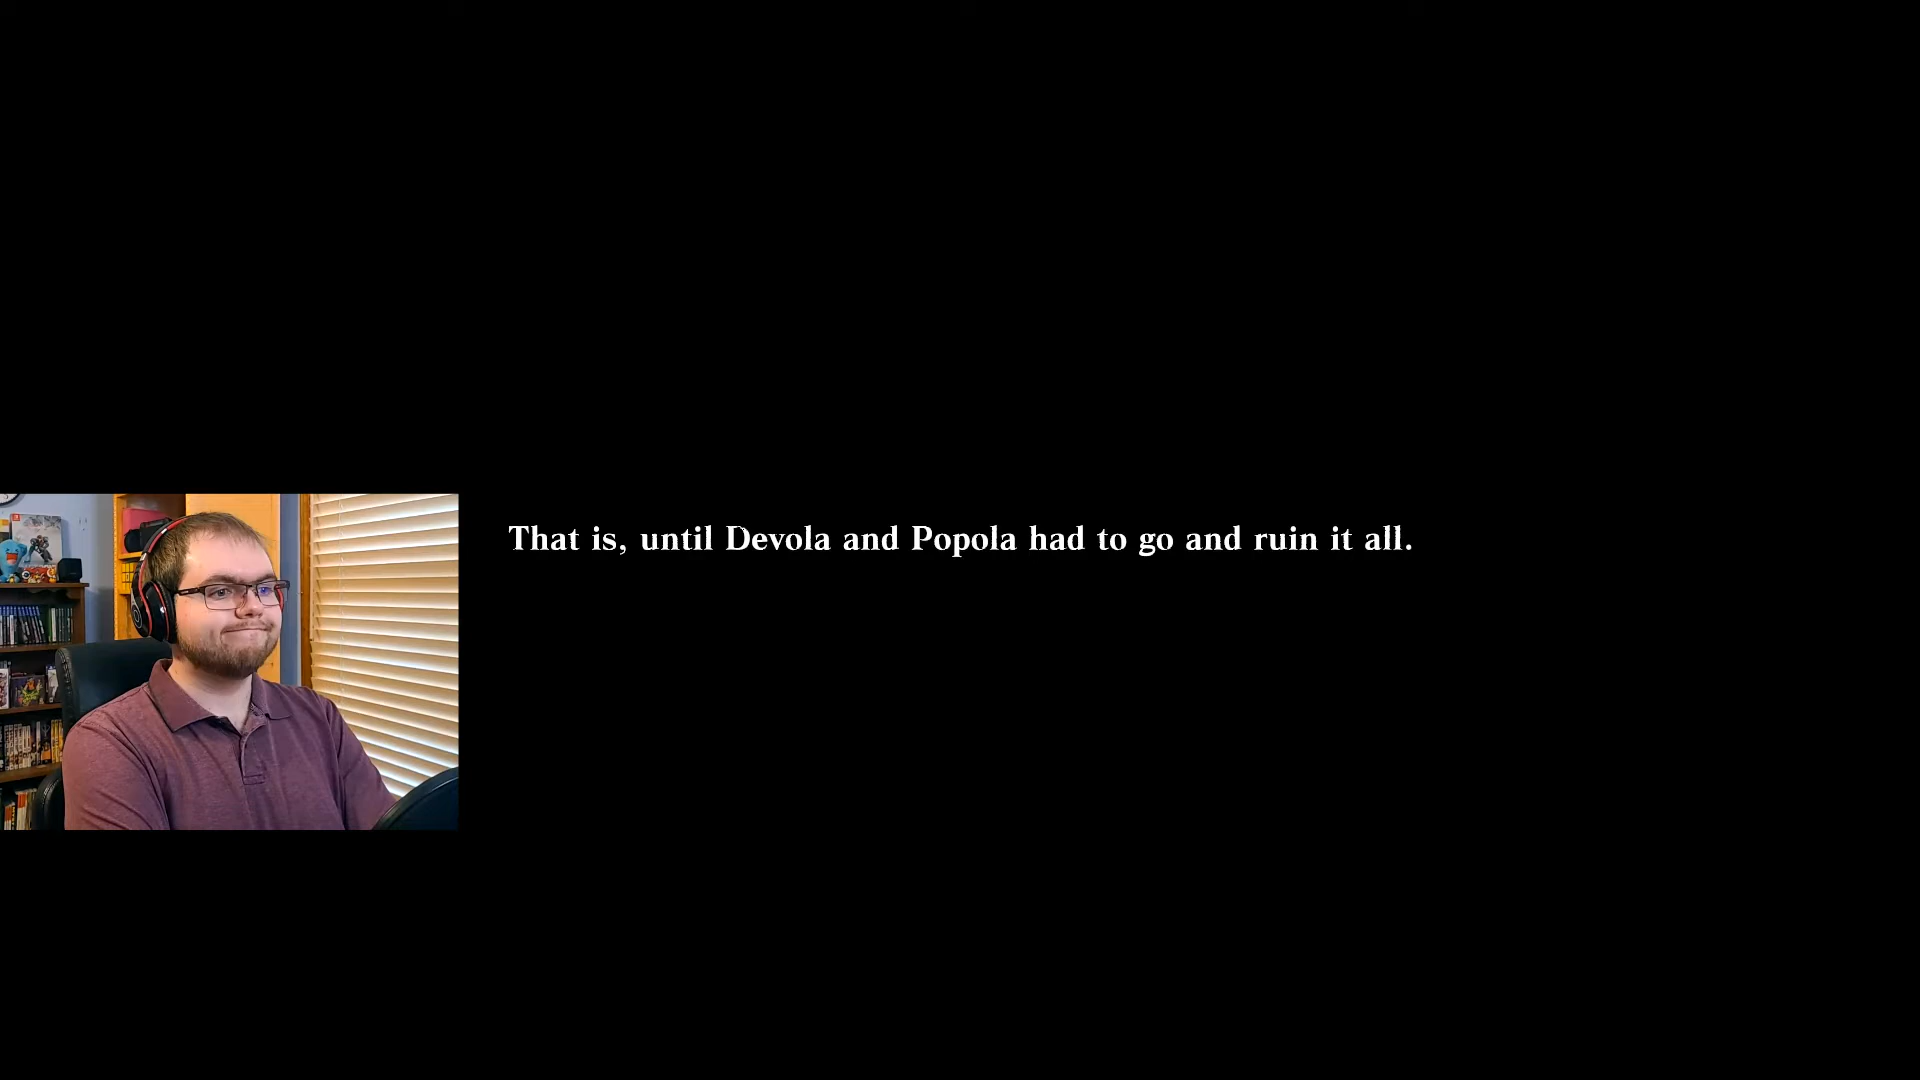 That is, until Devola and Popola had to go and ruin it all.